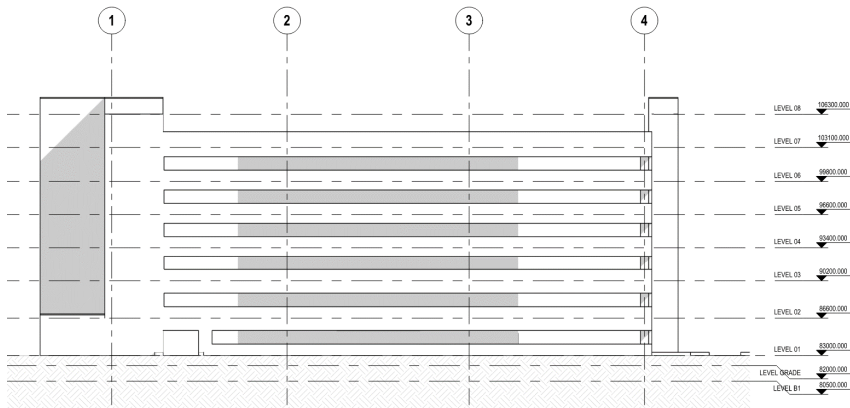 1 2 3 4
LEVEL 08 106300.000
LEVEL 07 103100.000
LEVEL 06 99800.000
LEVEL 05 96600.000
LEVEL 04 93400.000
LEVEL 03 90200.000
LEVEL 02 86600.000
LEVEL 01 83000.000
LEVEL GRADE 82000.000
LEVEL B1 80500.000